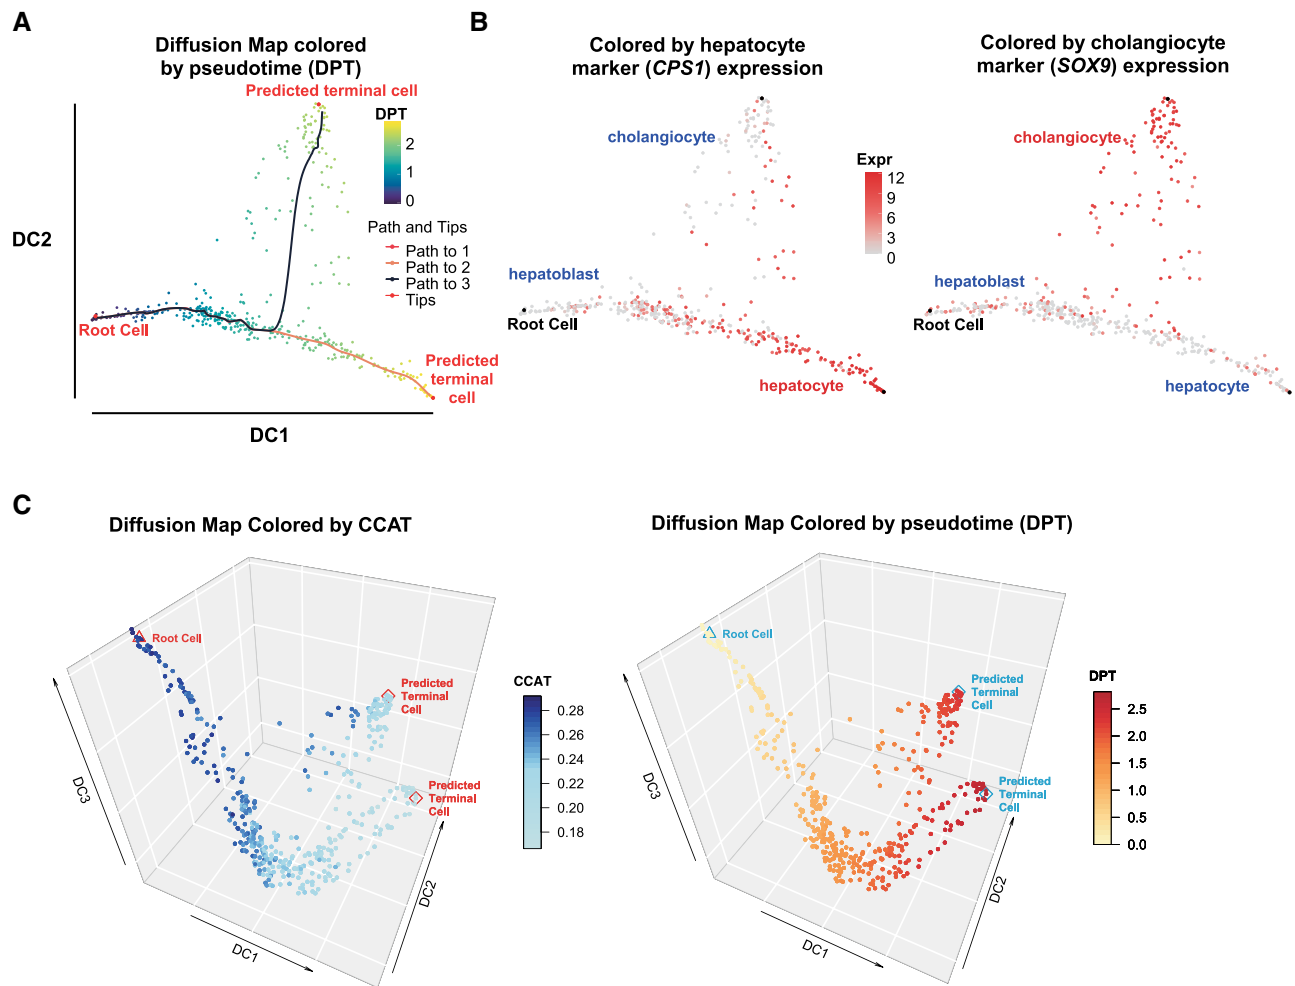 A
Diffusion Map colored
by pseudotime (DPT)
Predicted terminal cell
DPT
2
1
0
Path and Tips
Path to 1
Path to 2
Path to 3
Tips
DC2
Root Cell
Predicted
terminal
cell
DC1
B
Colored by hepatocyte
marker (CPS1) expression
cholangiocyte
hepatoblast
Root Cell
hepatocyte
Expr
12
9
6
3
0
Colored by cholangiocyte
marker (SOX9) expression
cholangiocyte
hepatoblast
Root Cell
hepatocyte
C
Diffusion Map Colored by CCAT
Root Cell
Predicted
Terminal
Cell
Predicted
Terminal
Cell
DC3
DC1
DC2
CCAT
0.28
0.26
0.24
0.22
0.20
0.18
Diffusion Map Colored by pseudotime (DPT)
Root Cell
Predicted
Terminal
Cell
Predicted
Terminal
Cell
DC3
DC1
DC2
DPT
2.5
2.0
1.5
1.0
0.5
0.0